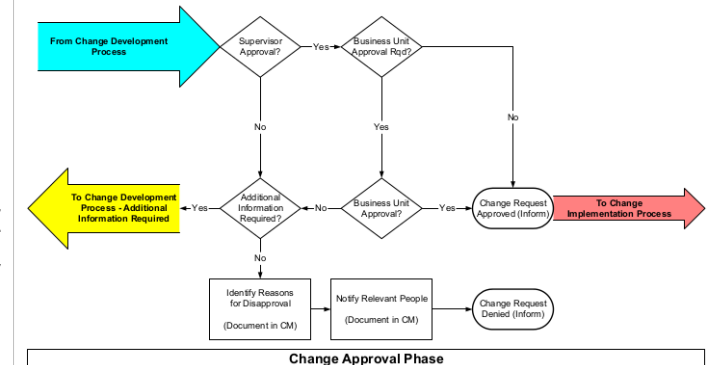 From Change Development
Process
Supervisor
Approval?
Yes
Business Unit
Approval Rqd?
No
Yes
No
To Change Development
Process - Additional
Information Required
Yes
Additional
Information
Required?
No
Business Unit
Approval?
Yes
Change Request
Approved (Inform)
To Change
Implementation Process
No
Identify Reasons
for Disapproval
(Document in CM)
Notify Relevant People
(Document in CM)
Change Request
Denied (Inform)
Change Approval Phase